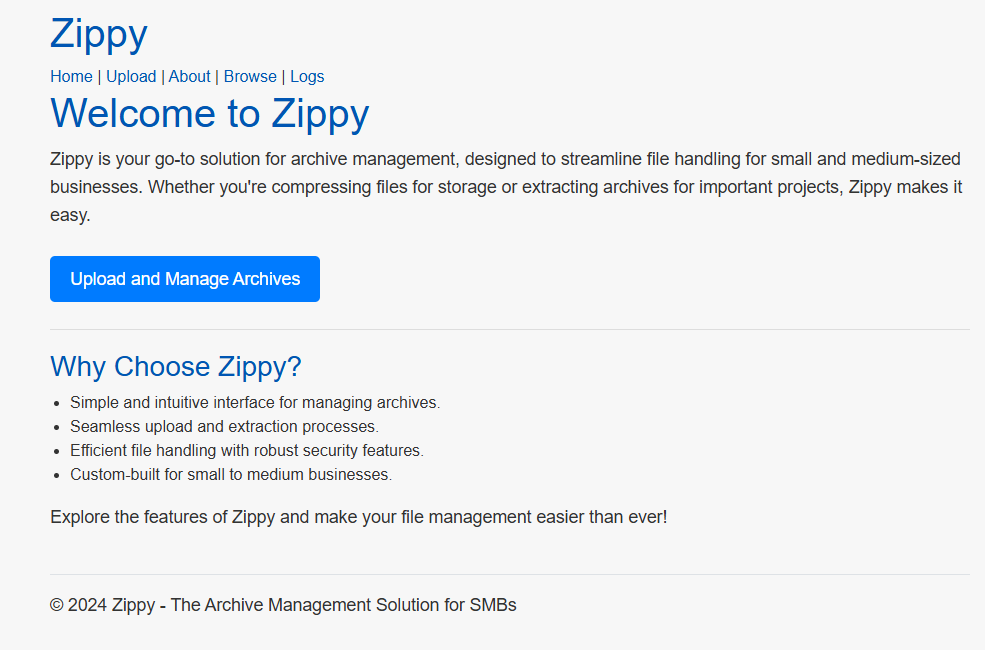 Zippy
Home | Upload | About | Browse | Logs
Welcome to Zippy
Zippy is your go-to solution for archive management, designed to streamline file handling for small and medium-sized
businesses. Whether you're compressing files for storage or extracting archives for important projects, Zippy makes it
easy.
Upload and Manage Archives
Why Choose Zippy?
• Simple and intuitive interface for managing archives.
• Seamless upload and extraction processes.
• Efficient file handling with robust security features.
• Custom-built for small to medium businesses.
Explore the features of Zippy and make your file management easier than ever!
© 2024 Zippy - The Archive Management Solution for SMBs